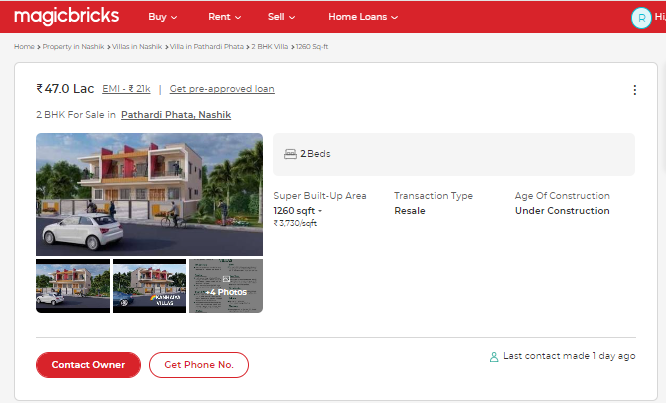 magicbricks Buy Rent Sell Home Loans R Hi,
Home > Property in Nashik > Villas in Nashik > Villa in Pathardi Phata > 2 BHK Villa > 1260 Sq-ft
₹47.0 Lac EMI - ₹ 21k | Get pre-approved loan
2 BHK For Sale in Pathardi Phata, Nashik
2 Beds
Super Built-Up Area Transaction Type Age Of Construction
1260 sqft Resale Under Construction
₹ 3,730/sqft
+4 Photos
KANHAIYA
VILLAS
Last contact made 1 day ago
Contact Owner Get Phone No.